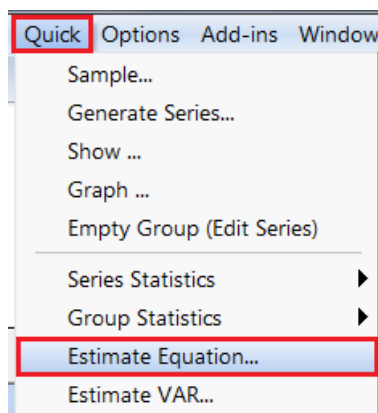 Quick Options Add-ins Window
Sample...
Generate Series...
Show ...
Graph ...
Empty Group (Edit Series)
Series Statistics
Group Statistics
Estimate Equation...
Estimate VAR...